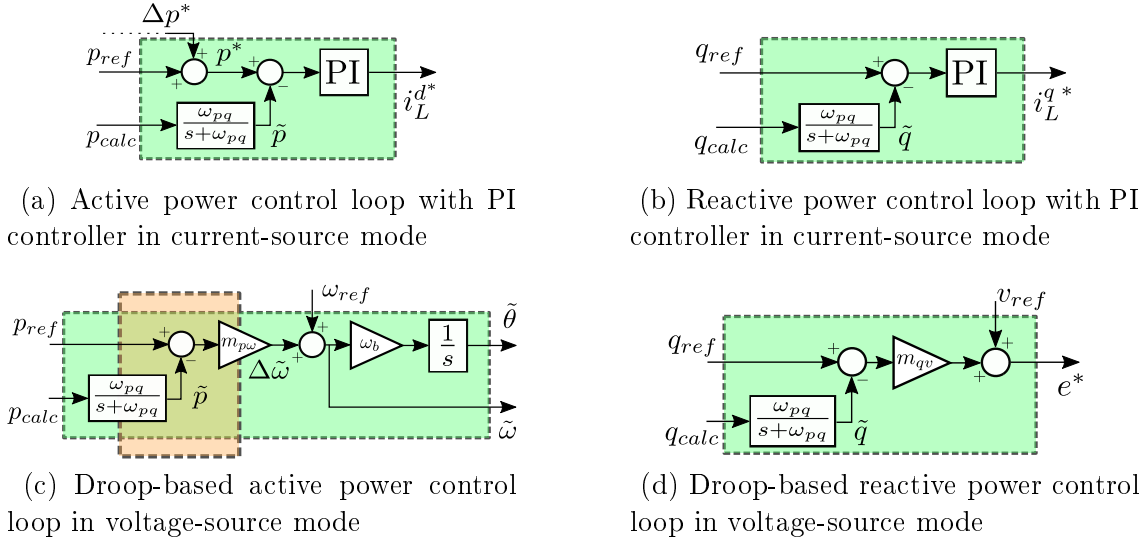 Δp*
p_ref
+
+
p*
+
−
PI
i_L^d*
p_calc
ω_pq
s+ω_pq
p̃
(a) Active power control loop with PI
controller in current-source mode
q_ref
+
−
PI
i_L^q *
q_calc
ω_pq
s+ω_pq
q̃
(b) Reactive power control loop with PI
controller in current-source mode
ω_ref
p_ref
+
−
m_pω
Δω̃
+
+
ω_b
1
s
θ̃
p_calc
ω_pq
s+ω_pq
p̃
ω̃
(c) Droop-based active power control
loop in voltage-source mode
v_ref
q_ref
+
−
m_qv
+
+
e*
q_calc
ω_pq
s+ω_pq
q̃
(d) Droop-based reactive power control
loop in voltage-source mode